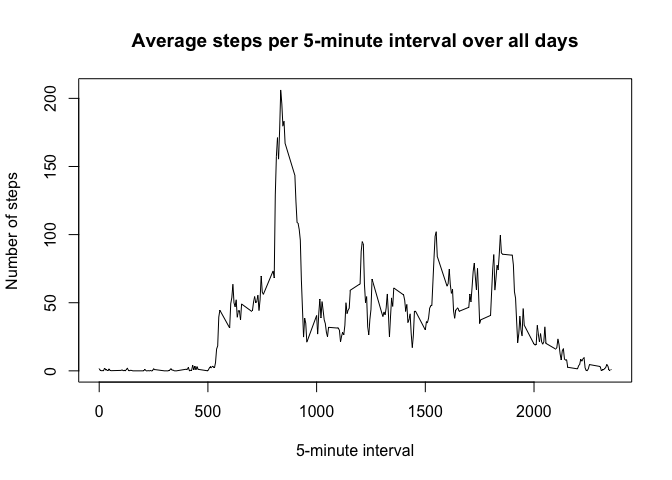 Average steps per 5-minute interval over all days
Number of steps
200
150
100
50
0
0 500 1000 1500 2000
5-minute interval